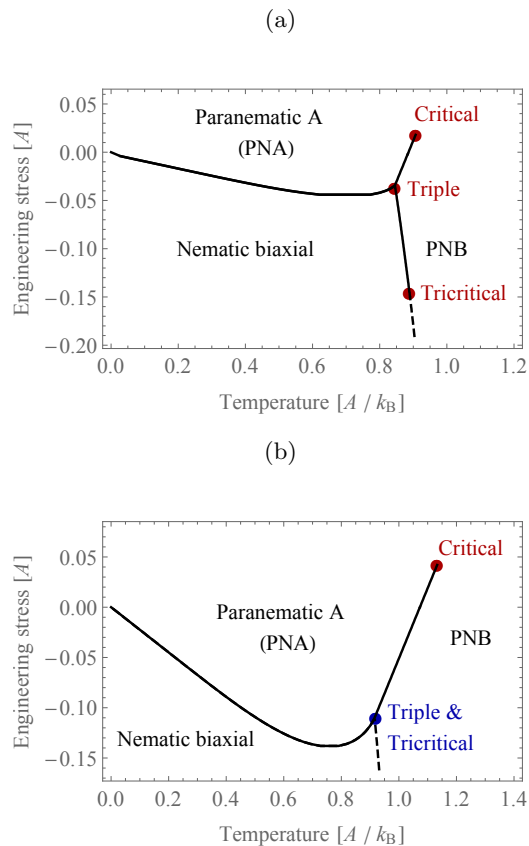 (a)
Engineering stress [A]
0.05
0.00
−0.05
−0.10
−0.15
−0.20
Paranematic A
(PNA)
Critical
Triple
Nematic biaxial
PNB
Tricritical
0.0 0.2 0.4 0.6 0.8 1.0 1.2
Temperature [A / kB]
(b)
Engineering stress [A]
0.05
0.00
−0.05
−0.10
−0.15
Critical
Paranematic A
(PNA)
PNB
Triple &
Tricritical
Nematic biaxial
0.0 0.2 0.4 0.6 0.8 1.0 1.2 1.4
Temperature [A / kB]